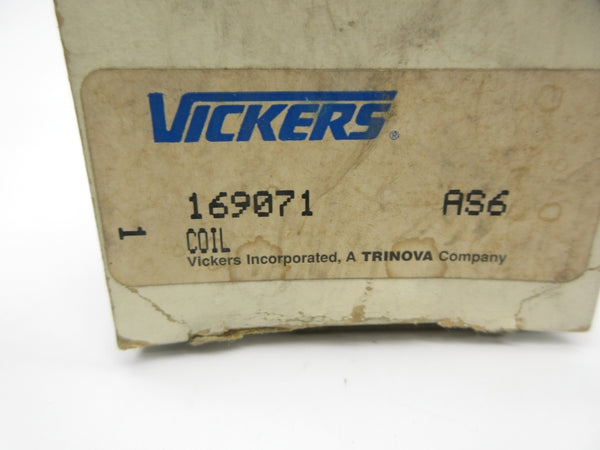 VICKERS®
169071 AS6
1
COIL
Vickers Incorporated, A TRINOVA Company